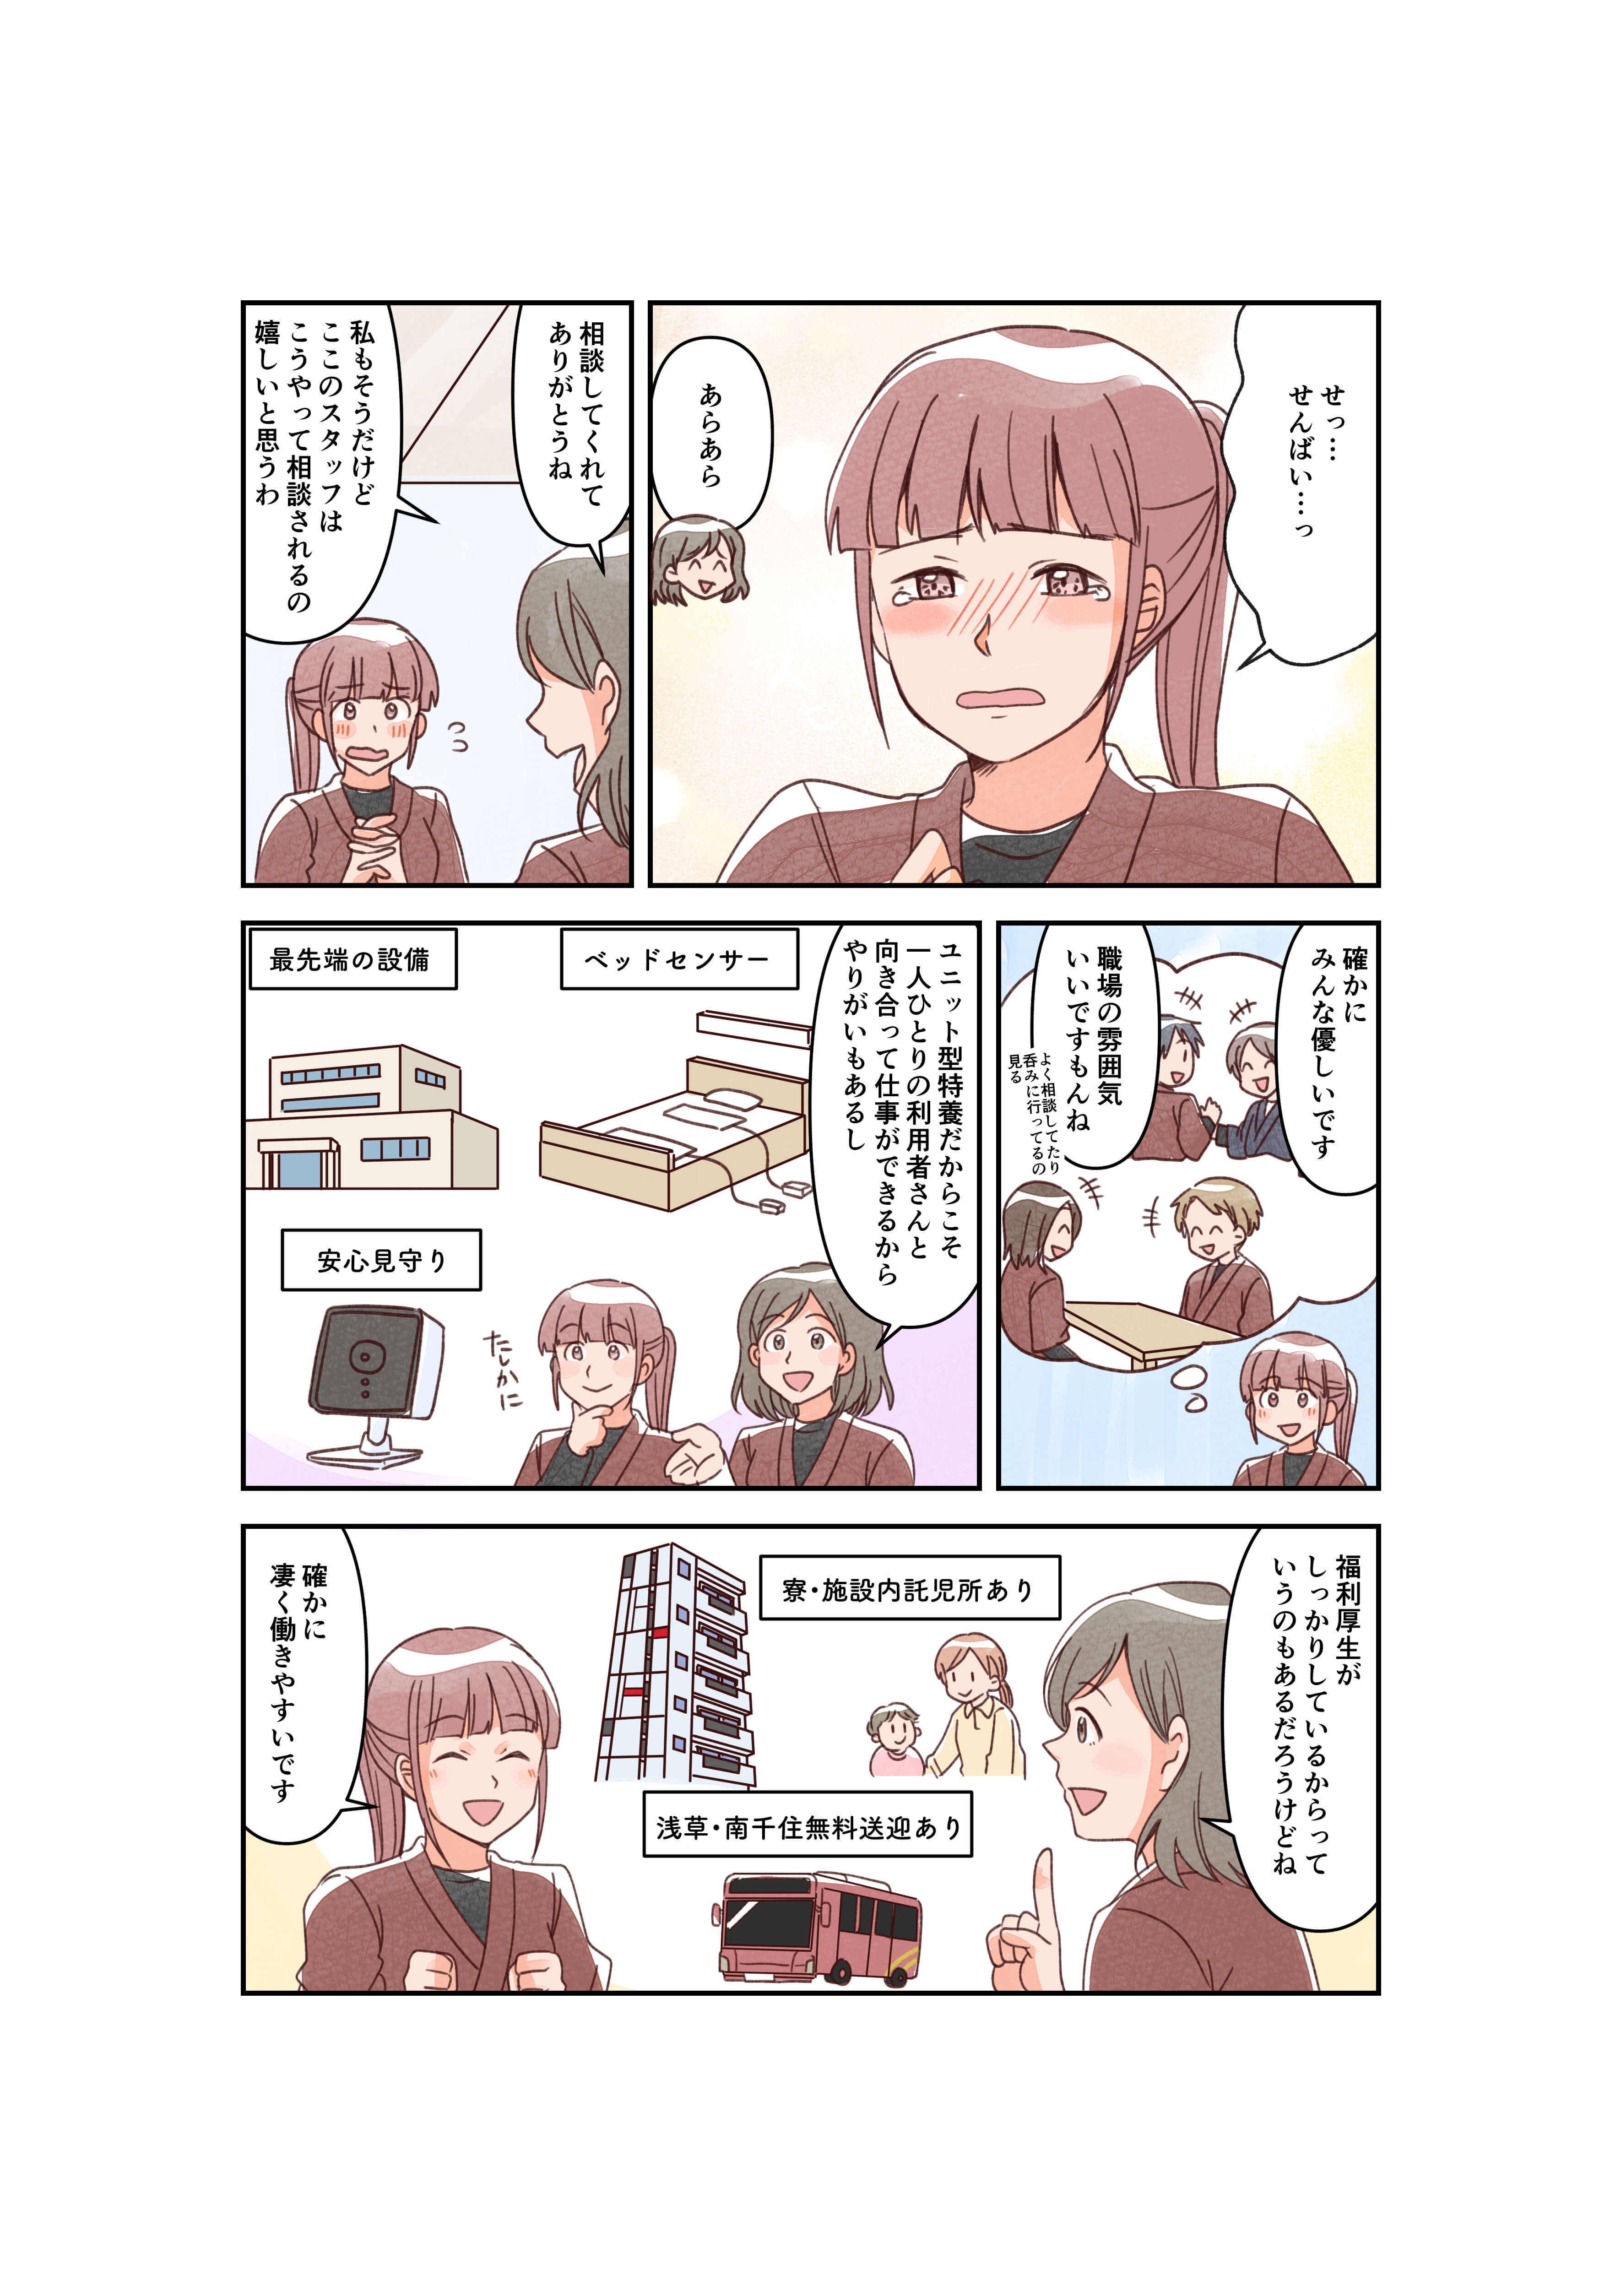 せっ…
せんぱい…っ
あらあら
相談してくれて
ありがとうね
私もそうだけど
ここのスタッフは
こうやって相談されるの
嬉しいと思うわ
確かに
みんな優しいです
職場の雰囲気
いいですもんね
よく相談してたり
呑みに行ってるの
見る
ユニット型特養だからこそ
一人ひとりの利用者さんと
向き合って仕事ができるから
やりがいもあるし
ベッドセンサー
最先端の設備
安心見守り
たしかに
福利厚生が
しっかりしているからって
いうのもあるだろうけどね
寮・施設内託児所あり
浅草・南千住無料送迎あり
確かに
凄く働きやすいです